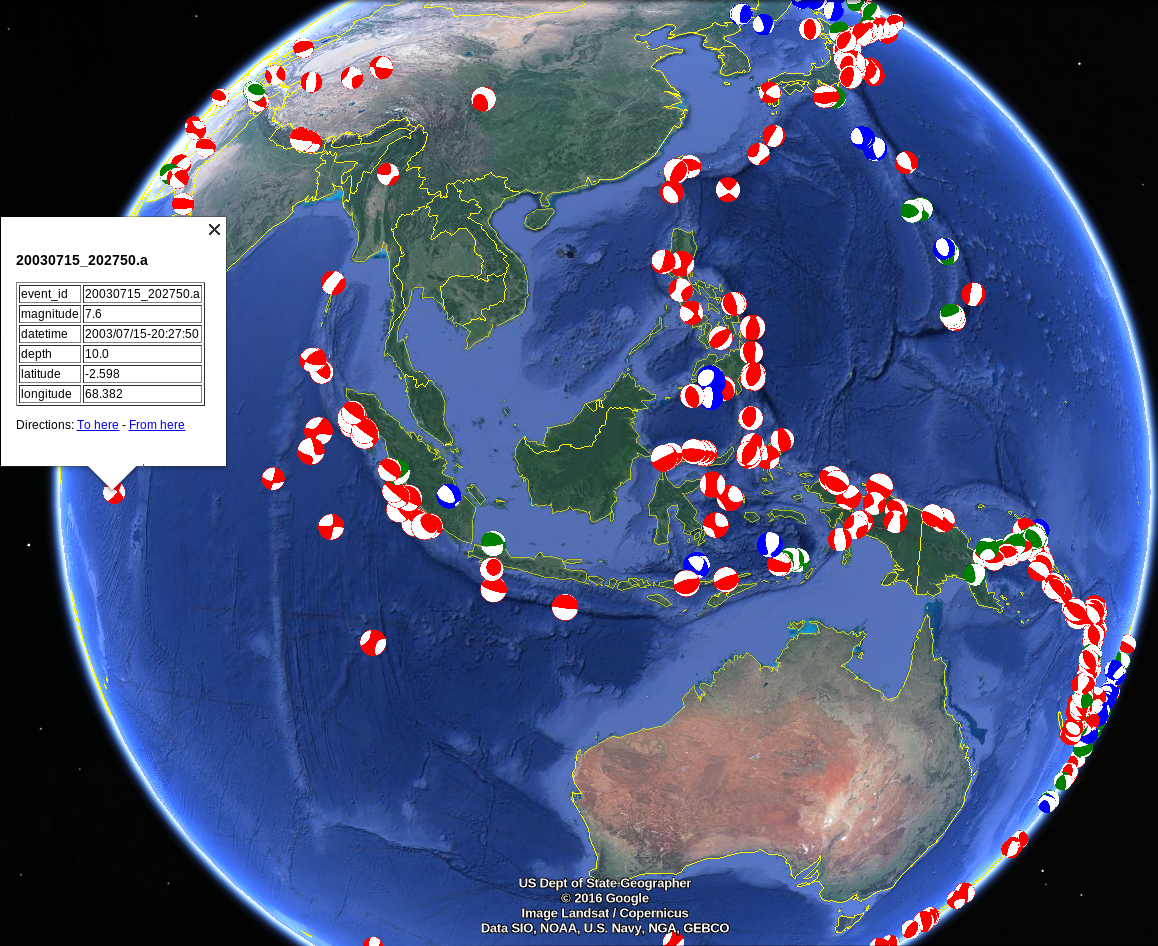 20030715_202750.a
event_id 20030715_202750.a
magnitude 7.6
datetime 2003/07/15-20:27:50
depth 10.0
latitude -2.598
longitude 68.382
Directions: To here - From here
US Dept of State Geographer
© 2016 Google
Image Landsat / Copernicus
Data SIO, NOAA, U.S. Navy, NGA, GEBCO